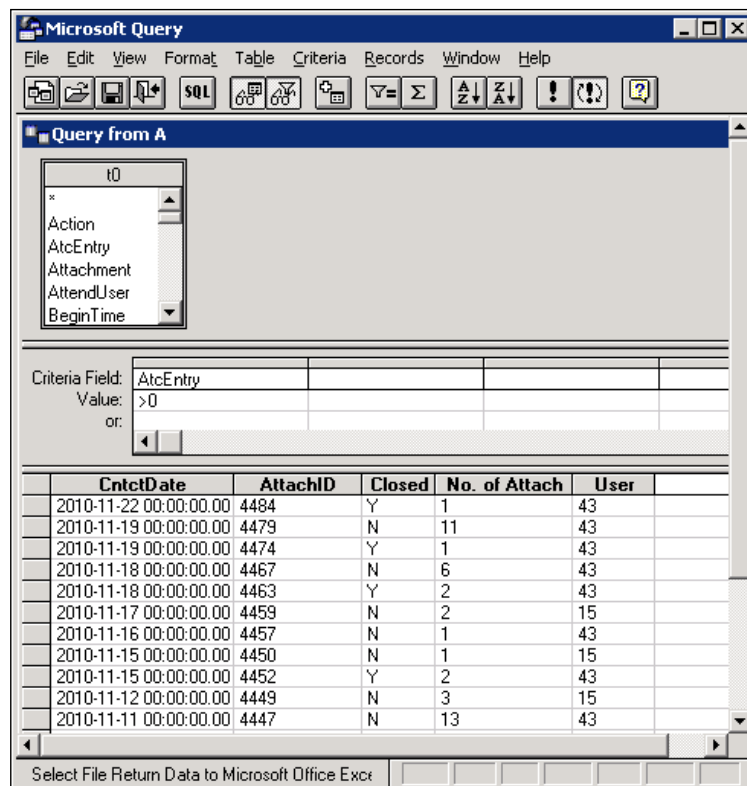 Microsoft Query
File Edit View Format Table Criteria Records Window Help
SQL
Query from A
t0
*
Action
AtcEntry
Attachment
AttendUser
BeginTime
Criteria Field: AtcEntry
Value: >0
or:
CntctDate AttachID Closed No. of Attach User
2010-11-22 00:00:00.00 4484 Y 1 43
2010-11-19 00:00:00.00 4479 N 11 43
2010-11-19 00:00:00.00 4474 Y 1 43
2010-11-18 00:00:00.00 4467 N 6 43
2010-11-18 00:00:00.00 4463 Y 2 43
2010-11-17 00:00:00.00 4459 N 2 15
2010-11-16 00:00:00.00 4457 N 1 43
2010-11-15 00:00:00.00 4450 N 1 15
2010-11-15 00:00:00.00 4452 Y 2 43
2010-11-12 00:00:00.00 4449 N 3 15
2010-11-11 00:00:00.00 4447 N 13 43
Select File Return Data to Microsoft Office Exce